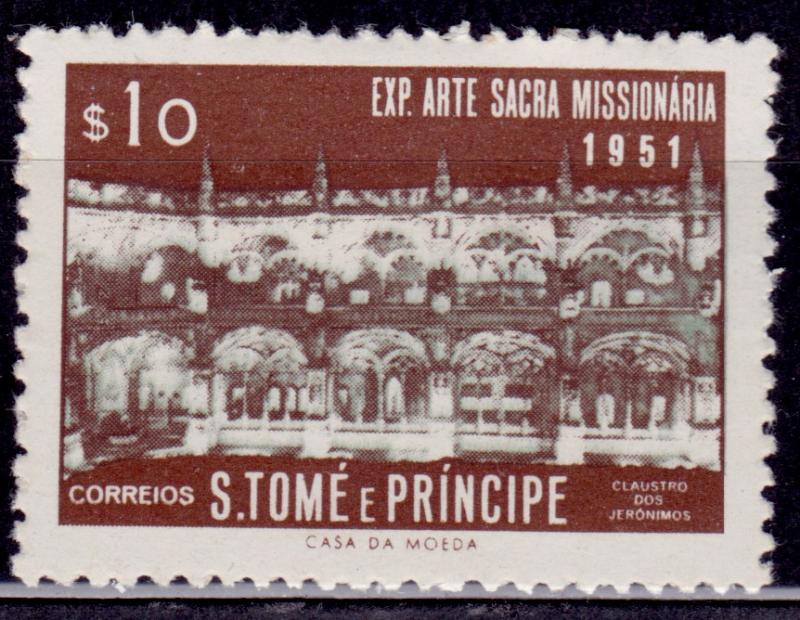 $10
EXP. ARTE SACRA MISSIONÁRIA
1951
CORREIOS
S.TOMÉ E PRÍNCIPE
CLAUSTRO
DOS
JERÓNIMOS
CASA DA MOEDA